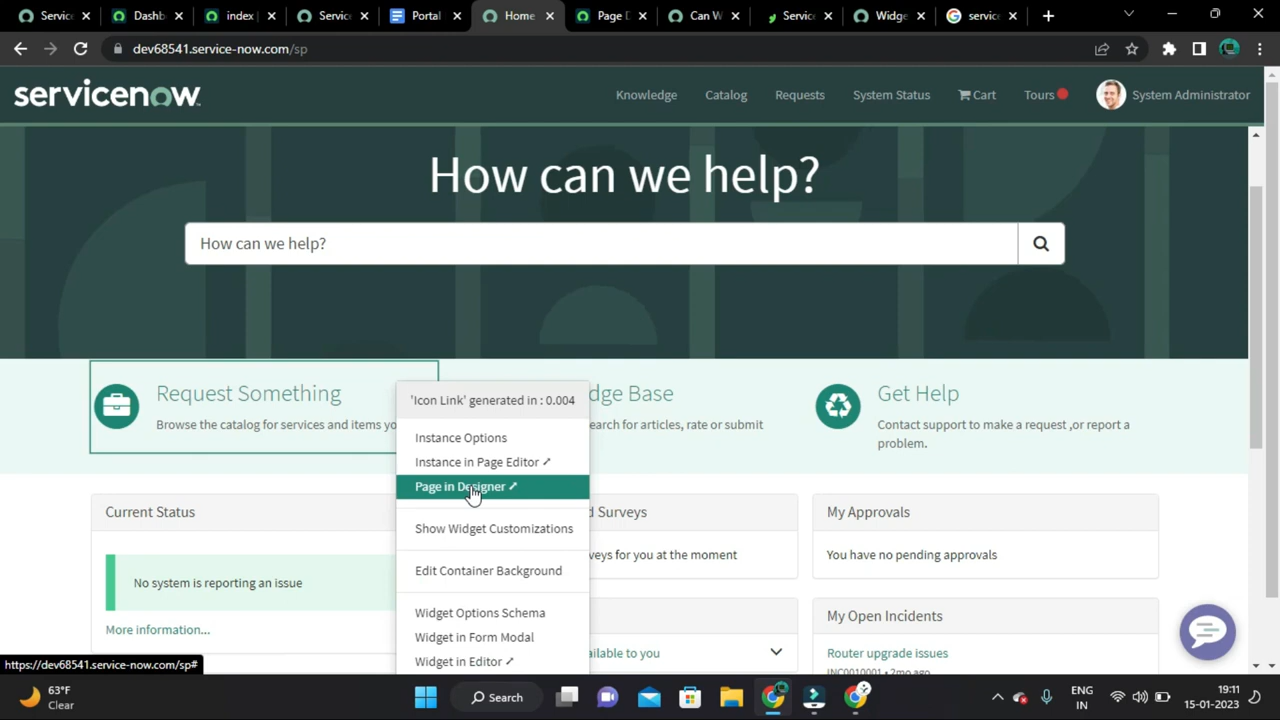 Servic
Dashb
index |
Servic
Portal
Home
Page D
Can W
Servic
Widge
servic
dev68541.service-now.com/sp
servicenow
Knowledge
Catalog
Requests
System Status
Cart
Tours
System Administrator
How can we help?
How can we help?
Request Something
Browse the catalog for services and items yo
dge Base
earch for articles, rate or submit
Get Help
Contact support to make a request ,or report a
problem.
'Icon Link' generated in : 0.004
Instance Options
Instance in Page Editor
Page in Designer
Show Widget Customizations
Edit Container Background
Widget Options Schema
Widget in Form Modal
Widget in Editor
Current Status
No system is reporting an issue
More information...
d Surveys
veys for you at the moment
ailable to you
My Approvals
You have no pending approvals
My Open Incidents
Router upgrade issues
INC0010001 • 2mo ago
https://dev68541.service-now.com/sp#
63°F
Clear
Search
ENG
IN
19:11
15-01-2023